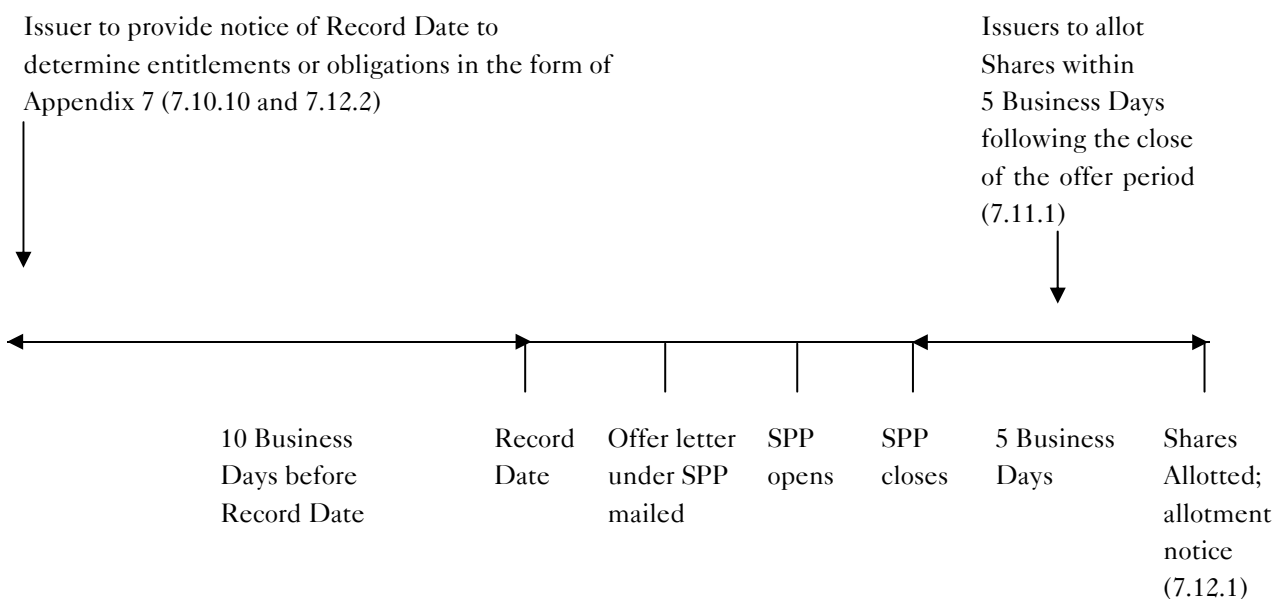 Issuer to provide notice of Record Date to
determine entitlements or obligations in the form of
Appendix 7 (7.10.10 and 7.12.2)
Issuers to allot
Shares within
5 Business Days
following the close
of the offer period
(7.11.1)
10 Business
Days before
Record Date
Record
Date
Offer letter
under SPP
mailed
SPP
opens
SPP
closes
5 Business
Days
Shares
Allotted;
allotment
notice
(7.12.1)